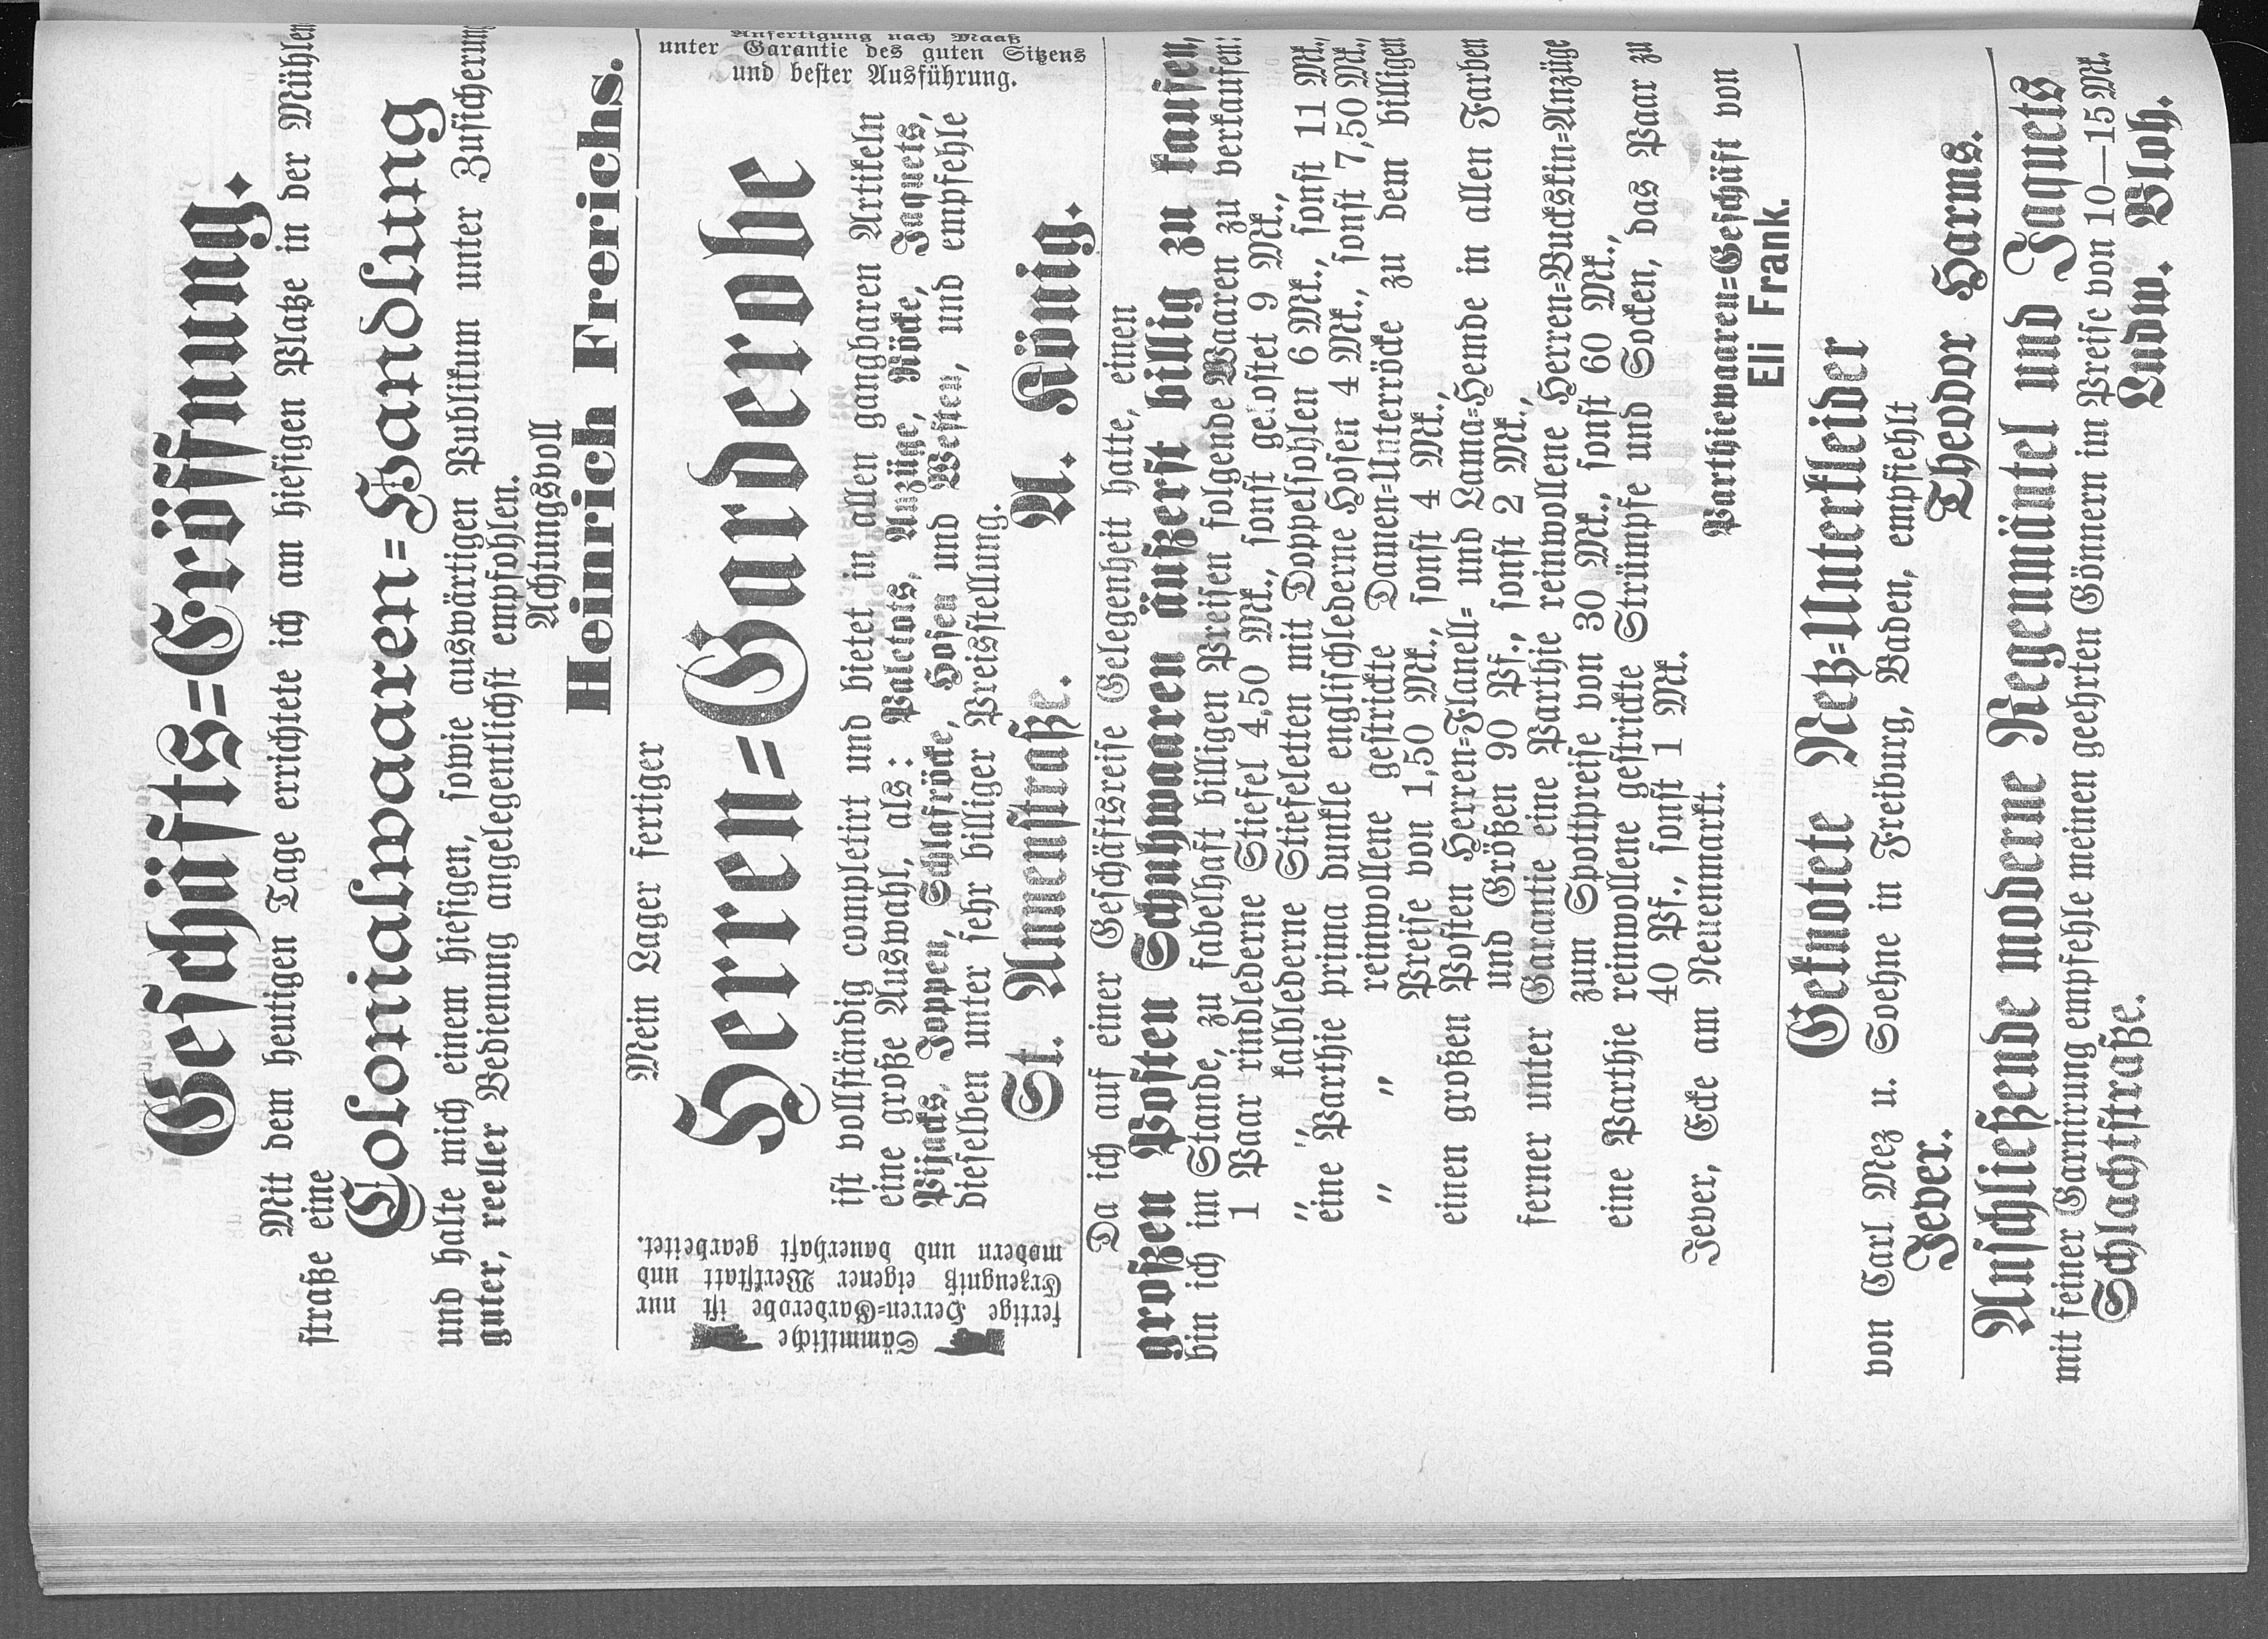 Geschäfts=Eröffnung.
Mit dem heutigen Tage errichtete ich am hiesigen Platze in der Mühlen
straße eine
Colonialwaaren=Handlung
und halte mich einem hiesigen, sowie auswärtigen Publikum unter Zusicherung
guter, reeller Bedienung angelegentlichst empfohlen.
Achtungsvoll
Heinrich Frerichs.
Sämmtliche
fertige Herren=Garderobe ist nur
Erzeugniß eigener Werkstatt und
modern und dauerhaft gearbeitet.
Mein Lager fertiger
Herren=Garderobe
ist vollständig completirt und bietet in allen gangbaren Artikeln
eine große Auswahl, als: Paletots, Anzüge, Röcke, Jaquets,
Pijacks, Joppen, Schlafröcke, Hosen und Westen, und empfehle
dieselben unter sehr billiger Preisstellung.
St. Annenstraße. A. König.
Anfertigung nach Maaß
unter Garantie des guten Sitzens
und bester Ausführung.
Da ich auf einer Geschäftsreise Gelegenheit hatte, einen
großen Posten Schuhwaaren äußerst billig zu kaufen,
bin ich im Stande, zu fabelhaft billigen Preisen folgende Waaren zu verkaufen:
1 Paar rindlederne Stiefel 4,50 Mk., sonst gekostet 9 Mk.,
„ „ kalblederne Stiefeletten mit Doppelsohlen 6 Mk., sonst 11 Mk.,
eine Parthie prima dunkle englischlederne Hosen 4 Mk., sonst 7,50 Mk.,
„ „ reinwollene gestrickte Damen=Unterröcke zu dem billigen
Preise von 1,50 Mk., sonst 4 Mk.,
einen großen Posten Herren=Flanell= und Lama=Hemde in allen Farben
und Größen 90 Pf., sonst 2 Mk.,
ferner unter Garantie eine Parthie reinwollene Herren=Buckskin=Anzüge
zum Spottpreise von 30 Mk., sonst 60 Mk.,
eine Parthie reinwollene gestrickte Strümpfe und Socken, das Paar zu
40 Pf., sonst 1 Mk.
Jever, Ecke am Neuenmarkt.
Parthiewaaren=Geschäft von
Eli Frank.
Geknotete Netz=Unterkleider
von Carl Mez u. Soehne in Freiburg, Baden, empfiehlt
Jever. Theodor Harms.
Anschließende moderne Regenmäntel und Jaquets
mit feiner Garnirung empfehle meinen geehrten Gönnern im Preise von 10—15 Mk.
Schlachtstraße. Ludw. Bloh.